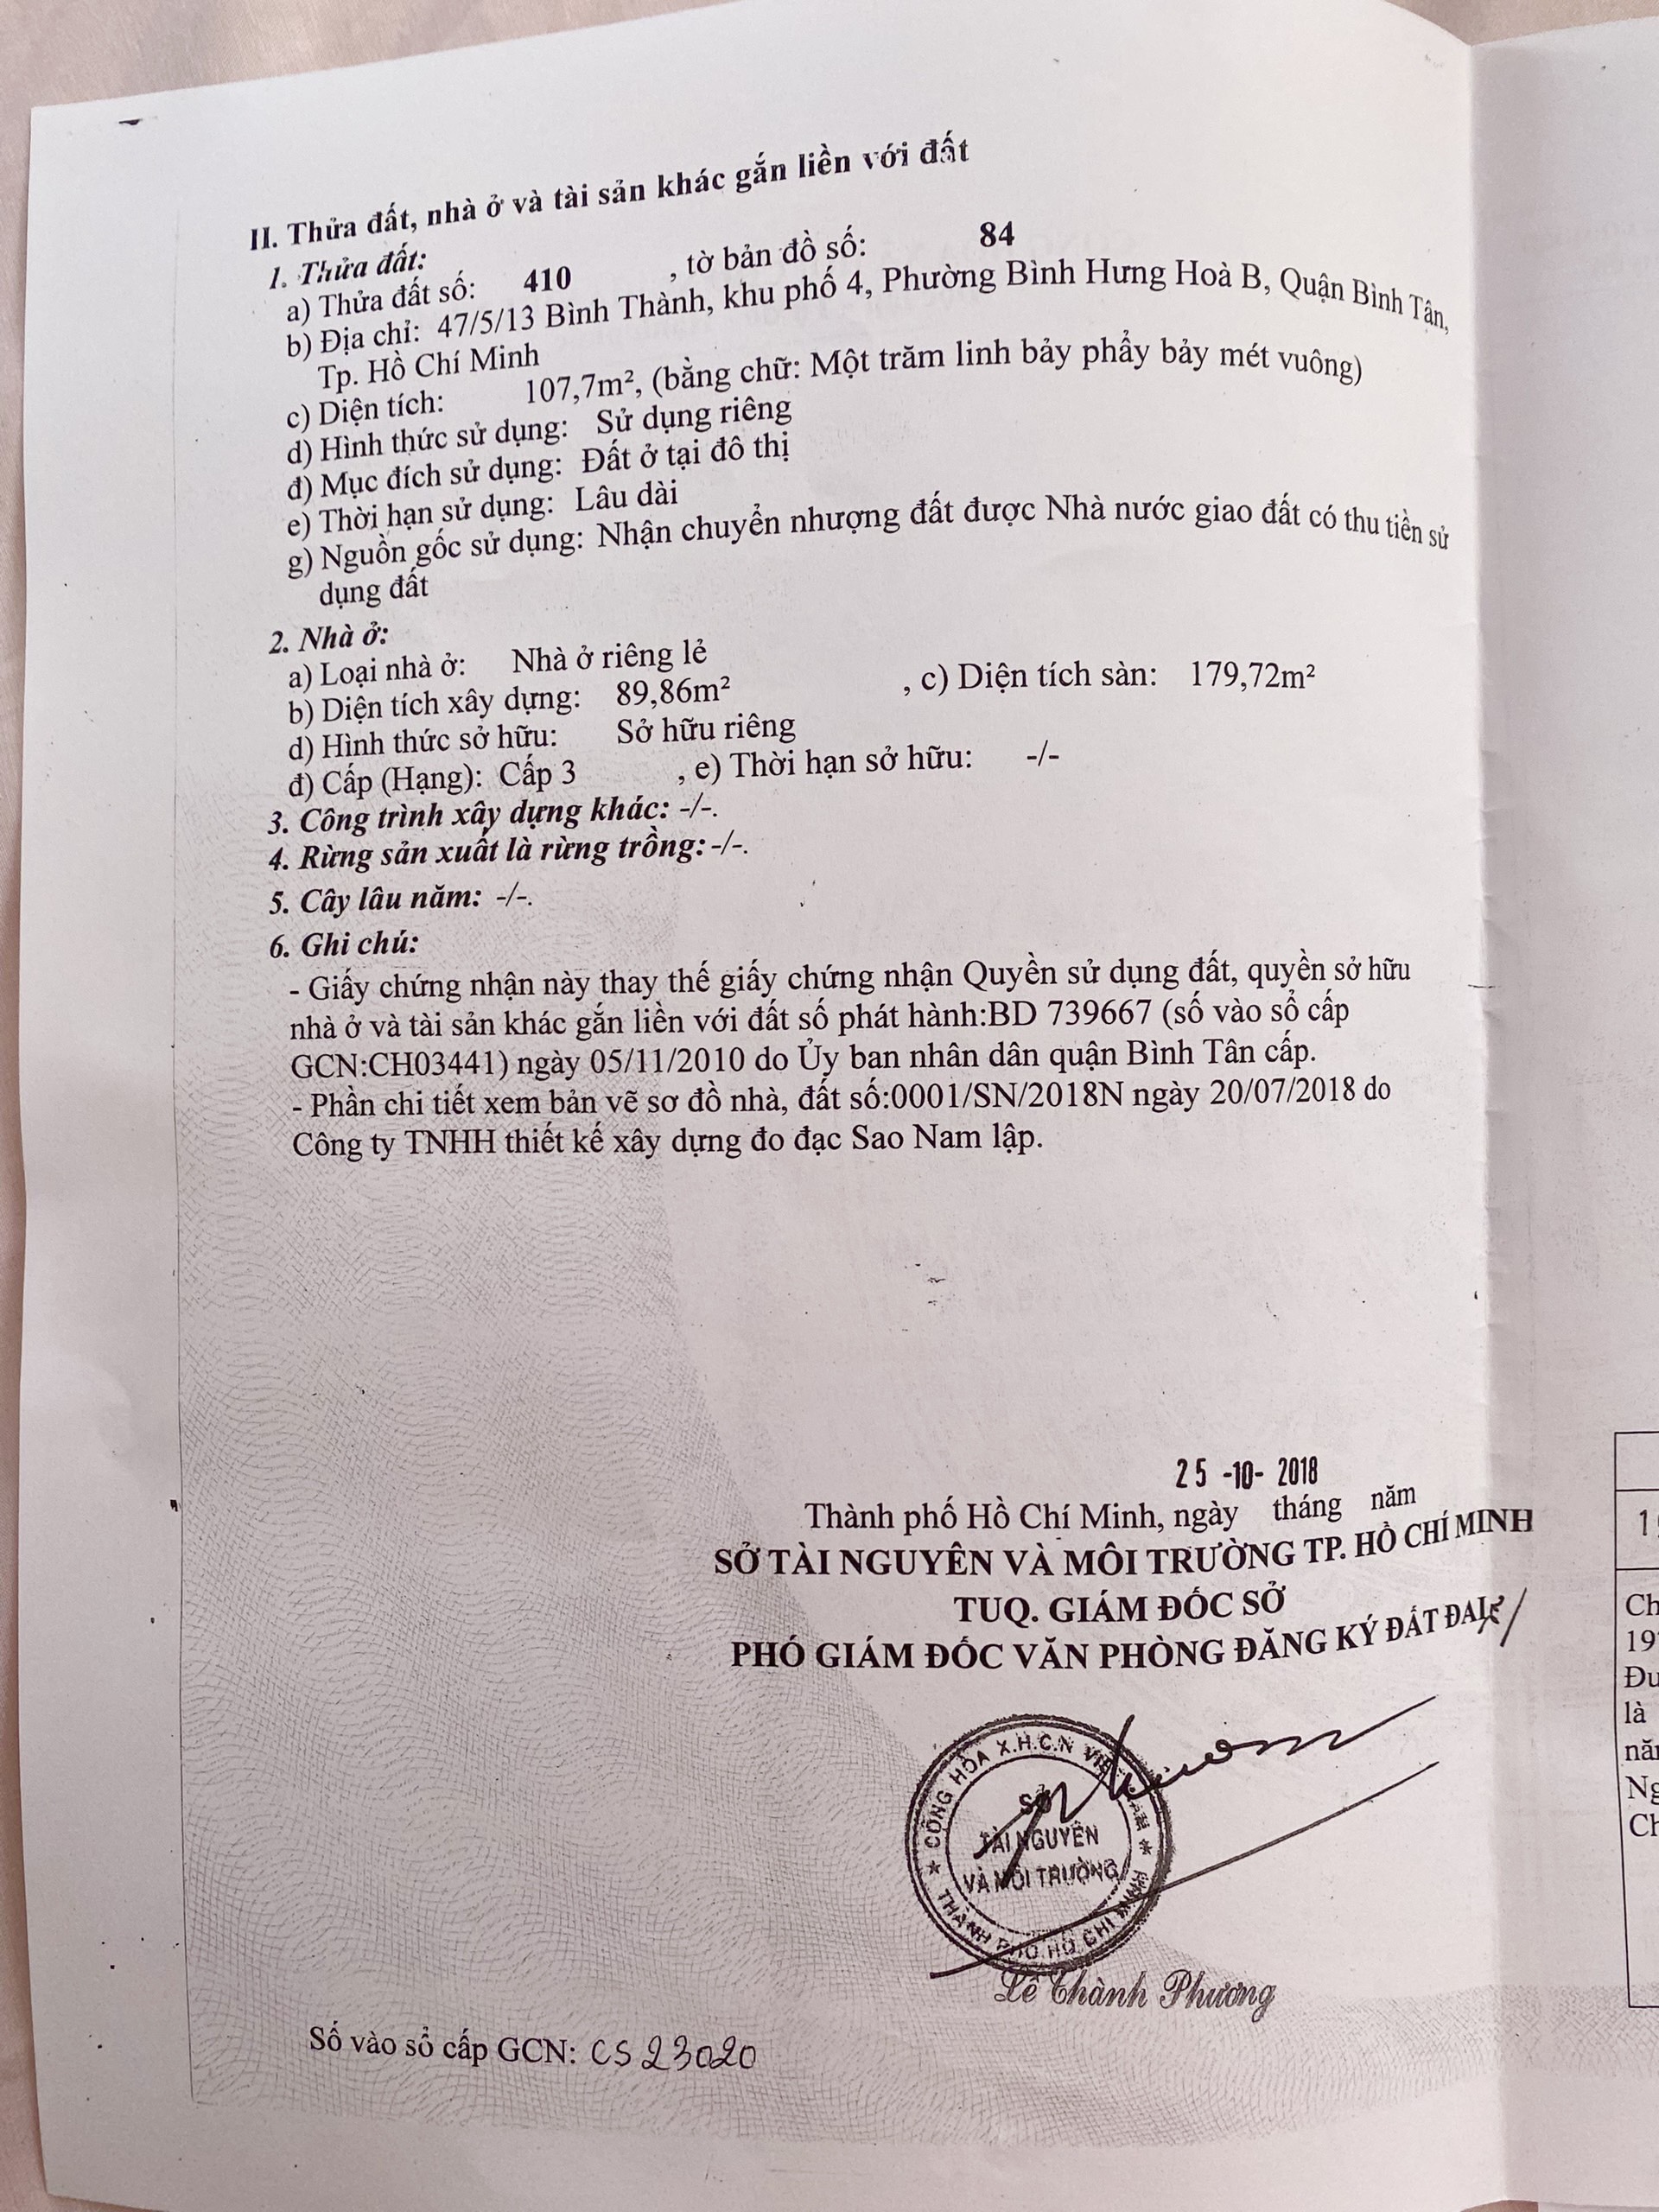 II. Thửa đất, nhà ở và tài sản khác gắn liền với đất
1. Thửa đất:
a) Thửa đất số: 410 , tờ bản đồ số: 84
b) Địa chỉ: 47/5/13 Bình Thành, khu phố 4, Phường Bình Hưng Hoà B, Quận Bình Tân,
Tp. Hồ Chí Minh
c) Diện tích: 107,7m², (bằng chữ: Một trăm linh bảy phẩy bảy mét vuông)
d) Hình thức sử dụng: Sử dụng riêng
đ) Mục đích sử dụng: Đất ở tại đô thị
e) Thời hạn sử dụng: Lâu dài
g) Nguồn gốc sử dụng: Nhận chuyển nhượng đất được Nhà nước giao đất có thu tiền sử
dụng đất
2. Nhà ở:
a) Loại nhà ở: Nhà ở riêng lẻ
b) Diện tích xây dựng: 89,86m² , c) Diện tích sàn: 179,72m²
d) Hình thức sở hữu: Sở hữu riêng
đ) Cấp (Hạng): Cấp 3 , e) Thời hạn sở hữu: -/-
3. Công trình xây dựng khác: -/-.
4. Rừng sản xuất là rừng trồng: -/-.
5. Cây lâu năm: -/-.
6. Ghi chú:
- Giấy chứng nhận này thay thế giấy chứng nhận Quyền sử dụng đất, quyền sở hữu
nhà ở và tài sản khác gắn liền với đất số phát hành:BD 739667 (số vào sổ cấp
GCN:CH03441) ngày 05/11/2010 do Ủy ban nhân dân quận Bình Tân cấp.
- Phần chi tiết xem bản vẽ sơ đồ nhà, đất số:0001/SN/2018N ngày 20/07/2018 do
Công ty TNHH thiết kế xây dựng đo đạc Sao Nam lập.
25 -10- 2018
Thành phố Hồ Chí Minh, ngày tháng năm
SỞ TÀI NGUYÊN VÀ MÔI TRƯỜNG TP. HỒ CHÍ MINH
TUQ. GIÁM ĐỐC SỞ
PHÓ GIÁM ĐỐC VĂN PHÒNG ĐĂNG KÝ ĐẤT ĐAI
CỘNG HÒA X.H.C.N VIỆT NAM
SỞ
TÀI NGUYÊN
VÀ MÔI TRƯỜNG
THÀNH PHỐ HỒ CHÍ MINH
Lê Thành Phương
Số vào sổ cấp GCN: CS23020
Ch
19
Đu
là
năm
Ng
Ch